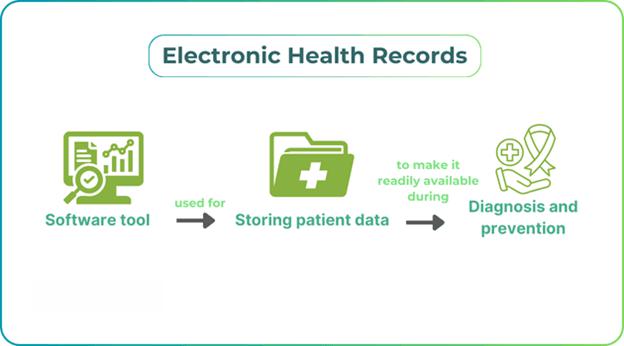 Electronic Health Records
Software tool
used for
Storing patient data
to make it
readily available
during
Diagnosis and
prevention